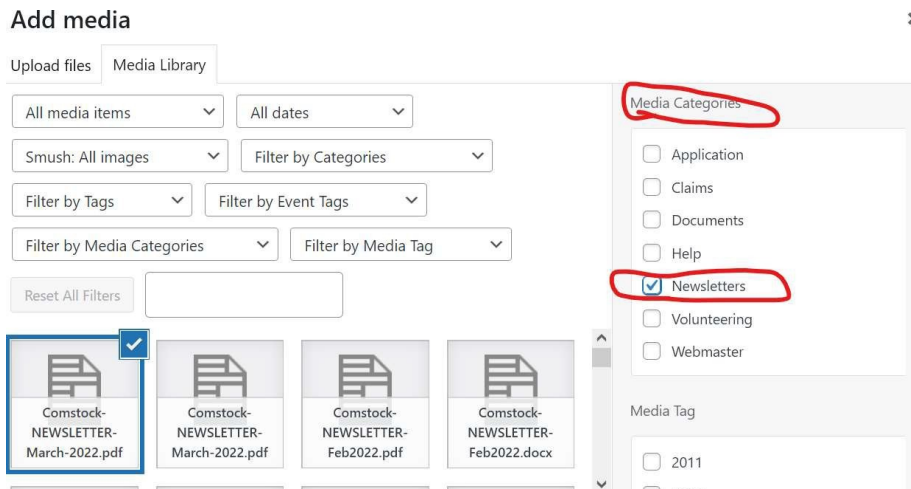 Add media
Upload files
Media Library
All media items
All dates
Smush: All images
Filter by Categories
Filter by Tags
Filter by Event Tags
Filter by Media Categories
Filter by Media Tag
Reset All Filters
Comstock-
NEWSLETTER-
March-2022.pdf
Comstock-
NEWSLETTER-
March-2022.pdf
Comstock-
NEWSLETTER-
Feb2022.pdf
Comstock-
NEWSLETTER-
Feb2022.docx
Media Categories
Application
Claims
Documents
Help
Newsletters
Volunteering
Webmaster
Media Tag
2011